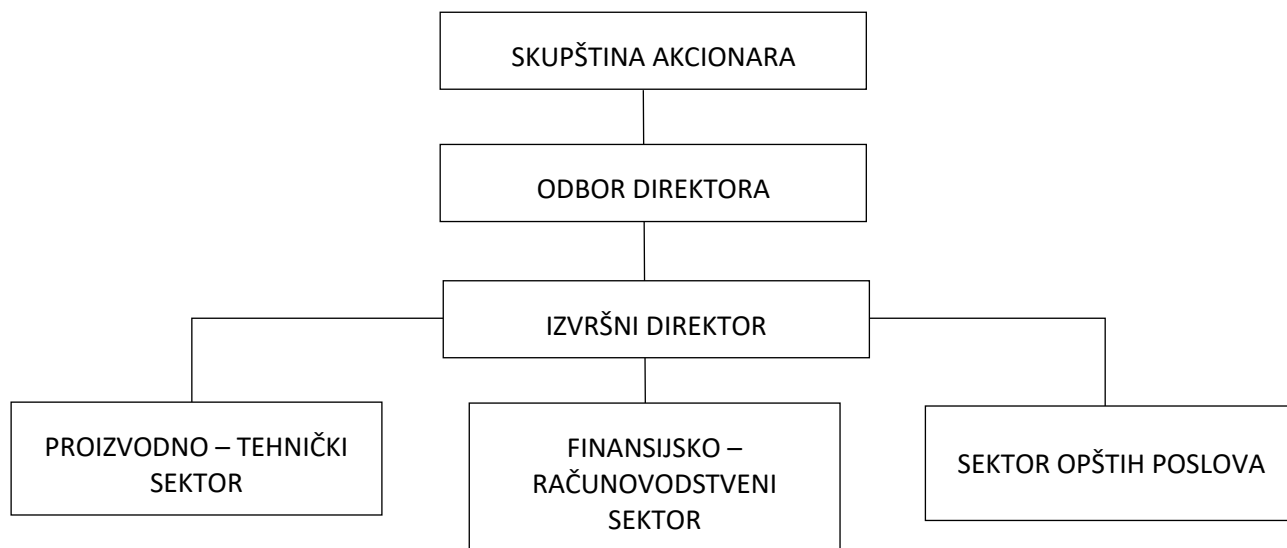 SKUPŠTINA AKCIONARA
ODBOR DIREKTORA
IZVRŠNI DIREKTOR
PROIZVODNO – TEHNIČKI
SEKTOR
FINANSIJSKO –
RAČUNOVODSTVENI
SEKTOR
SEKTOR OPŠTIH POSLOVA